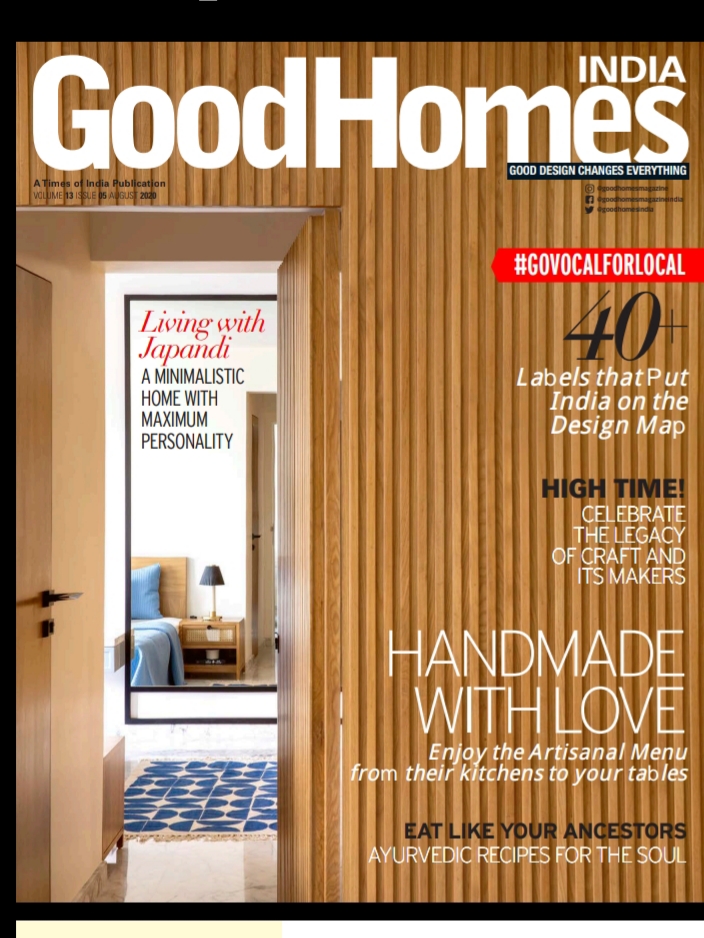 INDIA
GoodHomes
GOOD DESIGN CHANGES EVERYTHING
A Times of India Publication
VOLUME 13 ISSUE 05 AUGUST 2020
@goodhomesmagazine
@goodhomesmagazineindia
@goodhomesindia
#GOVOCALFORLOCAL
40+
Labels that Put
India on the
Design Map
Living with
Japandi
A MINIMALISTIC
HOME WITH
MAXIMUM
PERSONALITY
HIGH TIME!
CELEBRATE
THE LEGACY
OF CRAFT AND
ITS MAKERS
HANDMADE
WITH LOVE
Enjoy the Artisanal Menu
from their kitchens to your tables
EAT LIKE YOUR ANCESTORS
AYURVEDIC RECIPES FOR THE SOUL